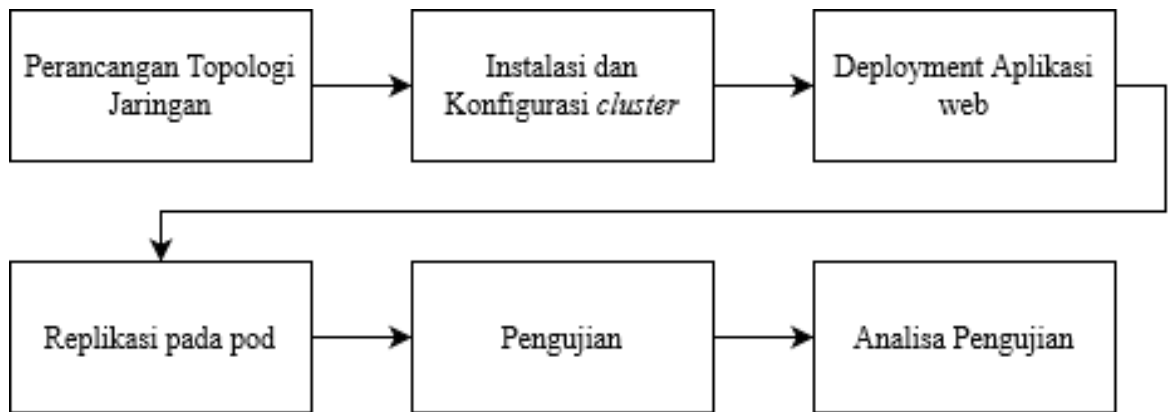 Perancangan Topologi
Jaringan
Instalasi dan
Konfigurasi cluster
Deployment Aplikasi
web
Replikasi pada pod
Pengujian
Analisa Pengujian